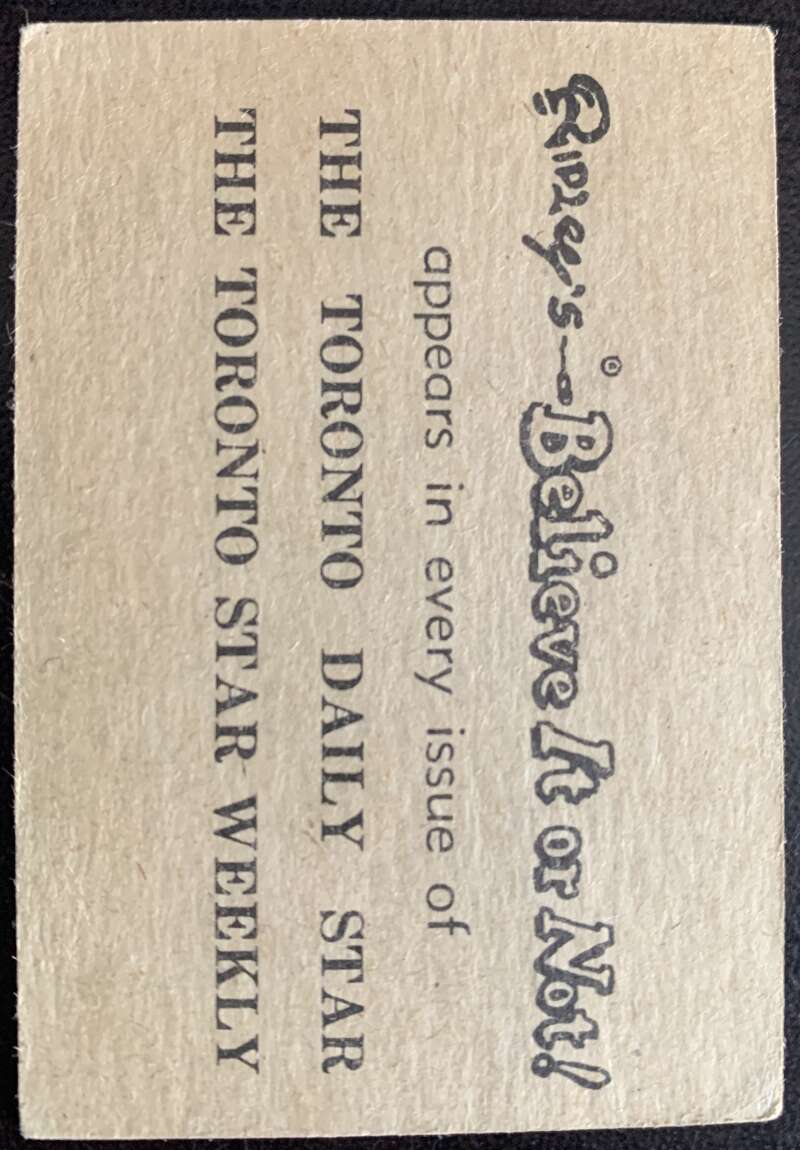 Ripley's—Believe It or Not! ©
appears in every issue of
THE TORONTO DAILY STAR
THE TORONTO STAR WEEKLY